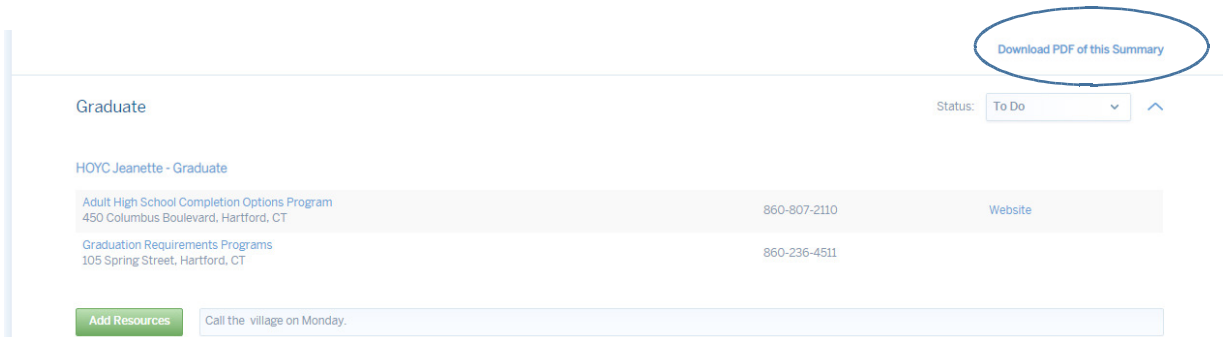 Download PDF of this Summary
Graduate
Status: To Do
HOYC Jeanette - Graduate
Adult High School Completion Options Program 860-807-2110 Website
450 Columbus Boulevard, Hartford, CT
Graduation Requirements Programs 860-236-4511
105 Spring Street, Hartford, CT
Add Resources Call the village on Monday.